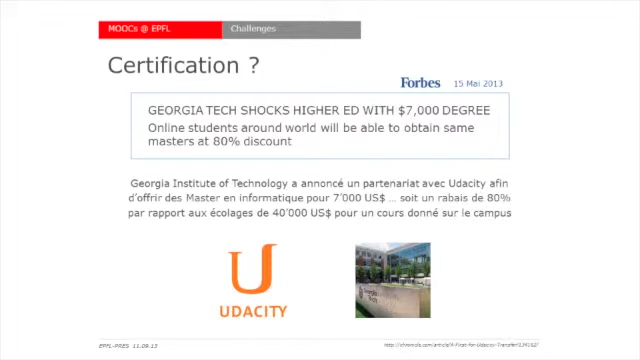 MOOCs @ EPFL
Challenges
Certification ?
Forbes 15 Mai 2013
GEORGIA TECH SHOCKS HIGHER ED WITH $7,000 DEGREE
Online students around world will be able to obtain same
masters at 80% discount
Georgia Institute of Technology a annoncé un partenariat avec Udacity afin
d'offrir des Master en informatique pour 7'000 US$ ... soit un rabais de 80%
par rapport aux écolages de 40'000 US$ pour un cours donné sur le campus
UDACITY
EPFL-PRES 11.09.13